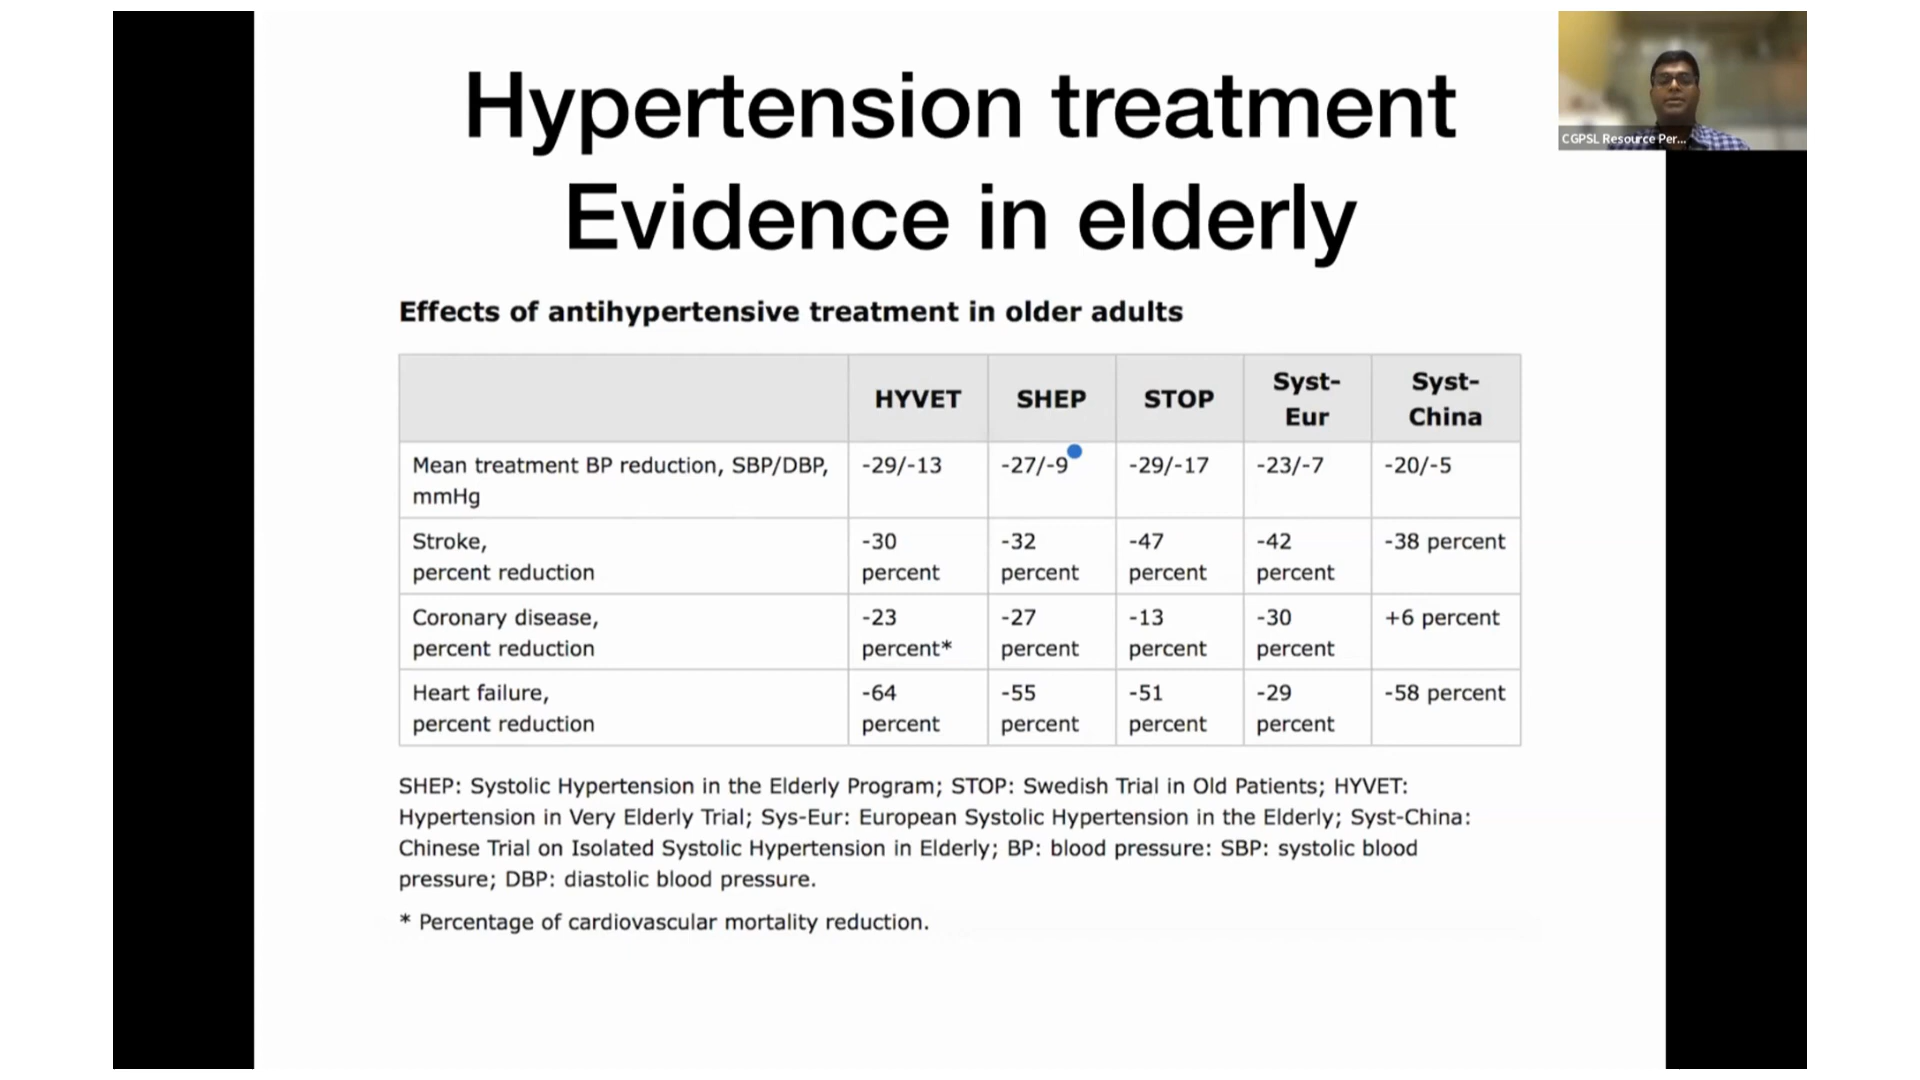 Hypertension treatment
Evidence in elderly
CGPSL Resource Per...
Effects of antihypertensive treatment in older adults
HYVET SHEP STOP Syst-Eur Syst-China
Mean treatment BP reduction, SBP/DBP, mmHg -29/-13 -27/-9 -29/-17 -23/-7 -20/-5
Stroke, percent reduction -30 percent -32 percent -47 percent -42 percent -38 percent
Coronary disease, percent reduction -23 percent* -27 percent -13 percent -30 percent +6 percent
Heart failure, percent reduction -64 percent -55 percent -51 percent -29 percent -58 percent
SHEP: Systolic Hypertension in the Elderly Program; STOP: Swedish Trial in Old Patients; HYVET:
Hypertension in Very Elderly Trial; Sys-Eur: European Systolic Hypertension in the Elderly; Syst-China:
Chinese Trial on Isolated Systolic Hypertension in Elderly; BP: blood pressure: SBP: systolic blood
pressure; DBP: diastolic blood pressure.
* Percentage of cardiovascular mortality reduction.